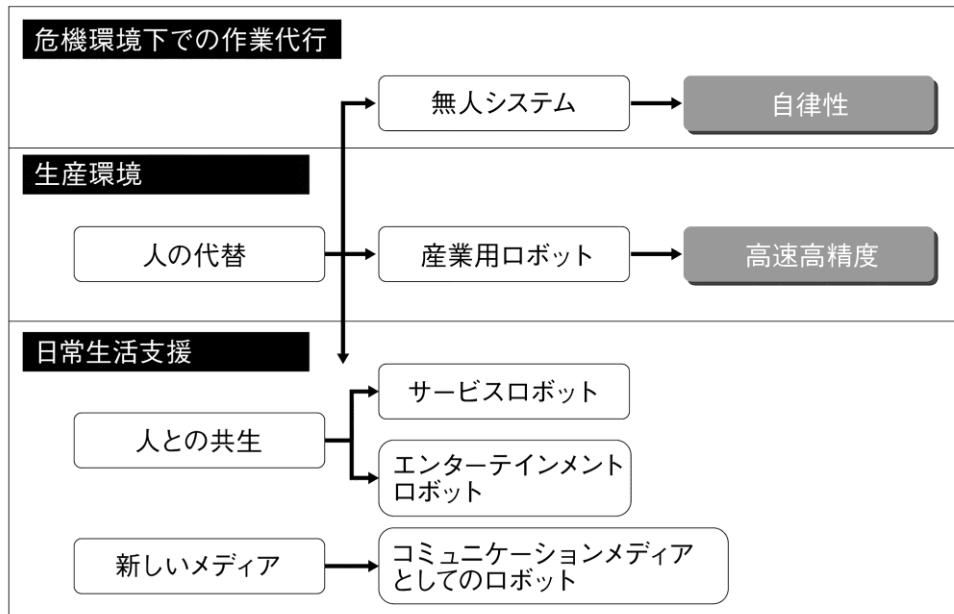 危機環境下での作業代行
無人システム
自律性
生産環境
人の代替
産業用ロボット
高速高精度
日常生活支援
サービスロボット
人との共生
エンターテインメント
ロボット
新しいメディア
コミュニケーションメディア
としてのロボット